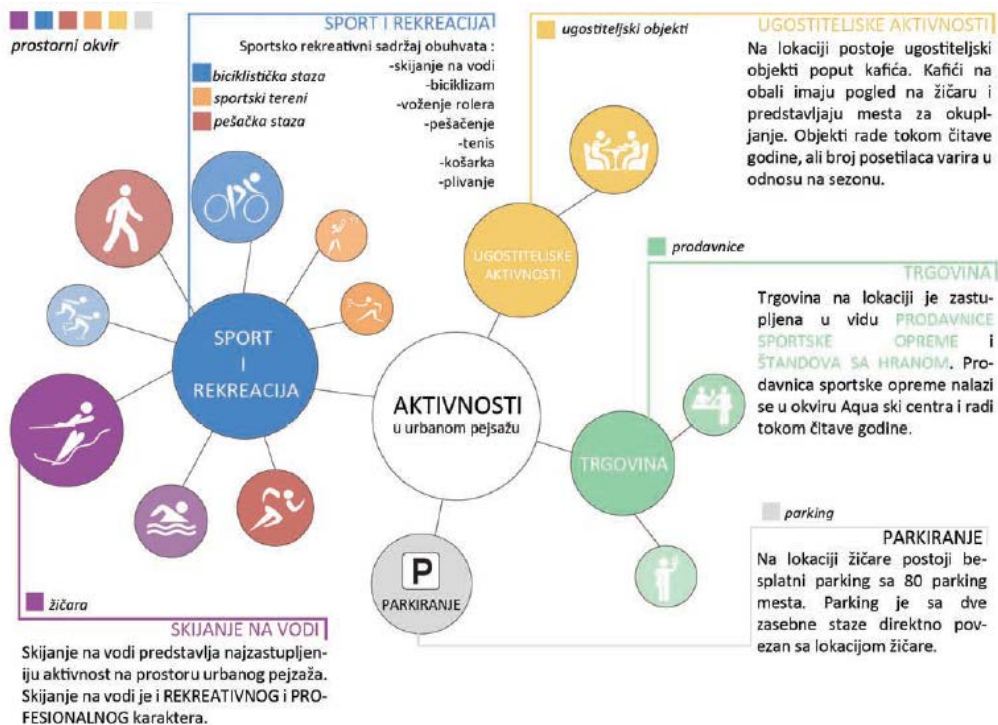 prostorni okvir
SPORT I REKREACIJA
Sportsko rekreativni sadržaj obuhvata :
-skijanje na vodi
-biciklizam
-voženje rolera
-pešačenje
-tenis
-košarka
-plivanje
biciklistička staza
sportski tereni
pešačka staza
ugostiteljski objekti
UGOSTITELJSKE AKTIVNOSTI
Na lokaciji postoje ugostiteljski
objekti poput kafića. Kafići na
obali imaju pogled na žičaru i
predstavljaju mesta za okupl-
janje. Objekti rade tokom čitave
godine, ali broj posetilaca varira u
odnosu na sezonu.
UGOSTITELJSKE
AKTIVNOSTI
prodavnice
TRGOVINA
Trgovina na lokaciji je zastu-
pljena u vidu PRODAVNICE
SPORTSKE OPREME i
ŠTANDOVA SA HRANOM. Pro-
davnica sportske opreme nalazi
se u okviru Aqua ski centra i radi
tokom čitave godine.
SPORT
I
REKREACIJA
AKTIVNOSTI
u urbanom pejsažu
TRGOVINA
P
PARKIRANJE
parking
PARKIRANJE
Na lokaciji žičare postoji be-
splatni parking sa 80 parking
mesta. Parking je sa dve
zasebne staze direktno pov-
ezan sa lokacijom žičare.
žičara
SKIJANJE NA VODI
Skijanje na vodi predstavlja najzastupljen-
iju aktivnost na prostoru urbanog pejzaža.
Skijanje na vodi je i REKREATIVNOG i PRO-
FESIONALNOG karaktera.